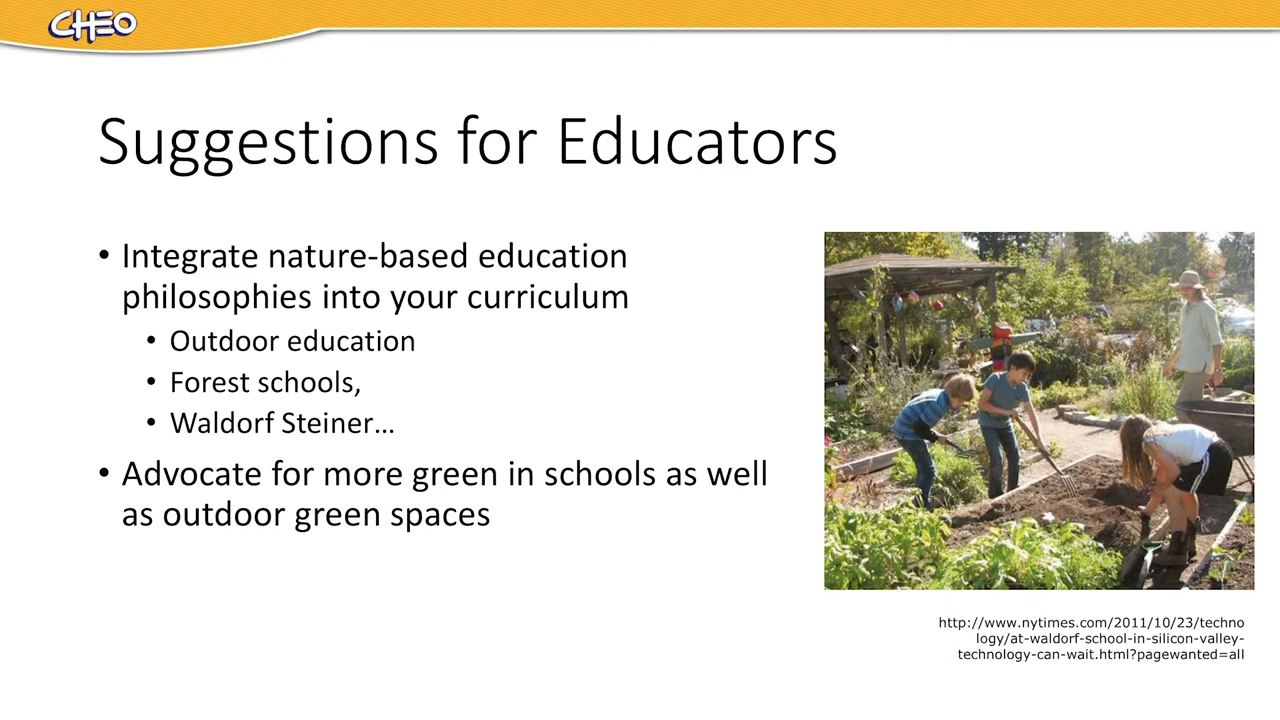 CHEO
Suggestions for Educators
• Integrate nature-based education
philosophies into your curriculum
• Outdoor education
• Forest schools,
• Waldorf Steiner…
• Advocate for more green in schools as well
as outdoor green spaces
http://www.nytimes.com/2011/10/23/techno
logy/at-waldorf-school-in-silicon-valley-
technology-can-wait.html?pagewanted=all